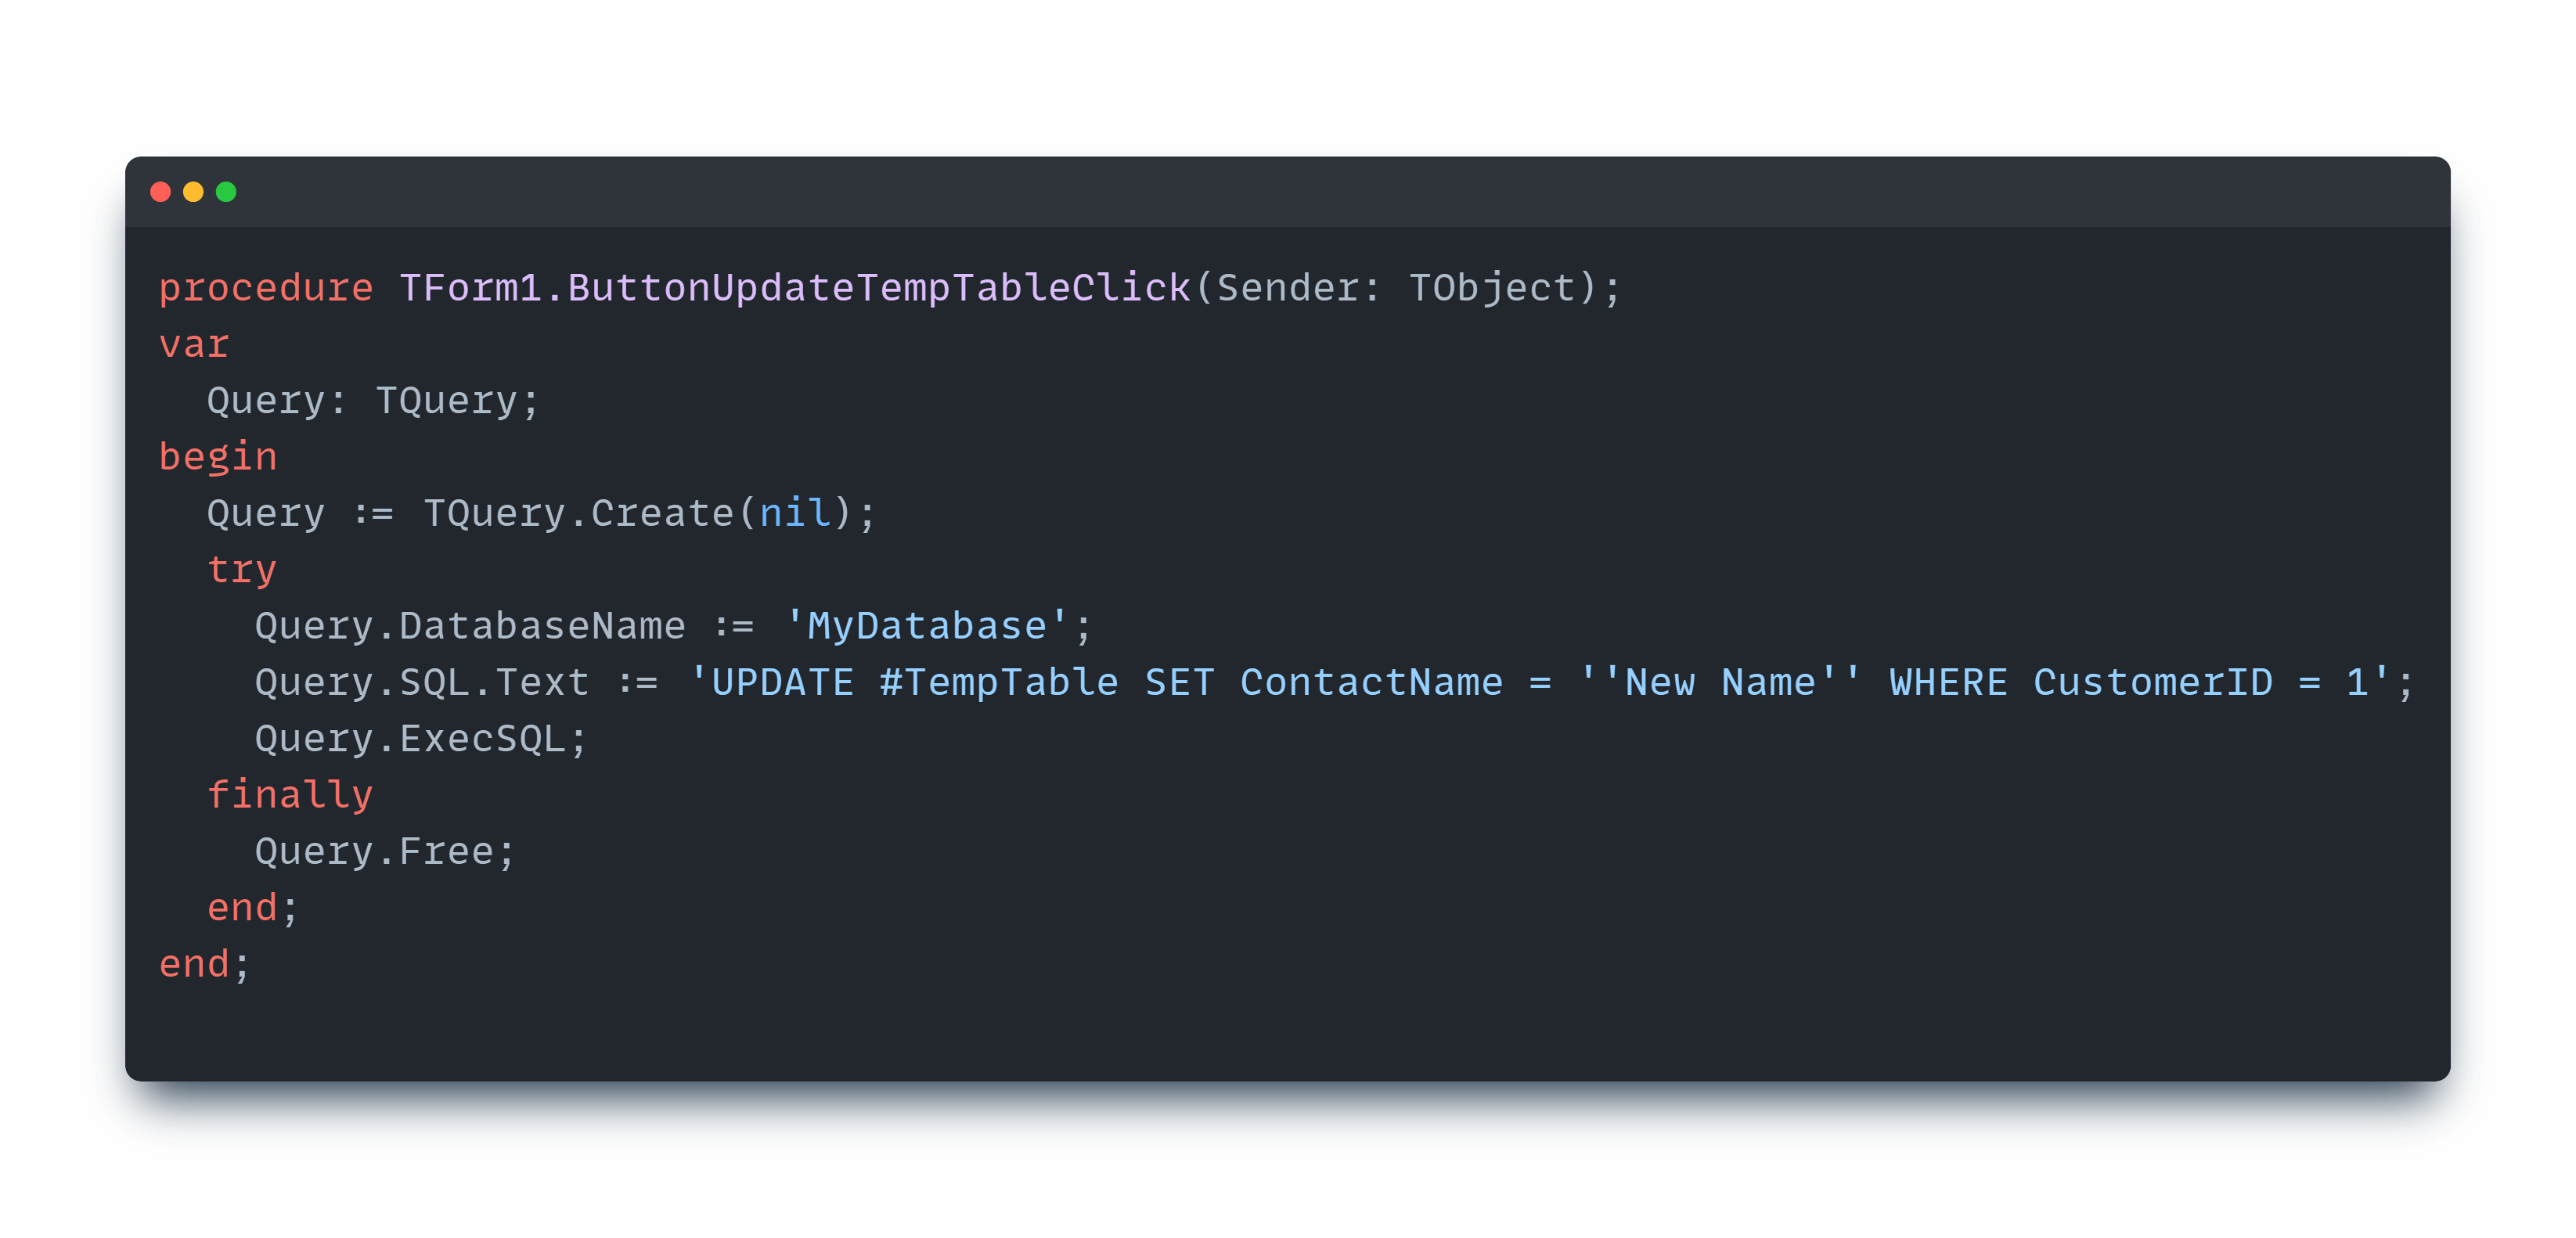 procedure TForm1.ButtonUpdateTempTableClick(Sender: TObject);
var
  Query: TQuery;
begin
  Query := TQuery.Create(nil);
  try
    Query.DatabaseName := 'MyDatabase';
    Query.SQL.Text := 'UPDATE #TempTable SET ContactName = ''New Name'' WHERE CustomerID = 1';
    Query.ExecSQL;
  finally
    Query.Free;
  end;
end;